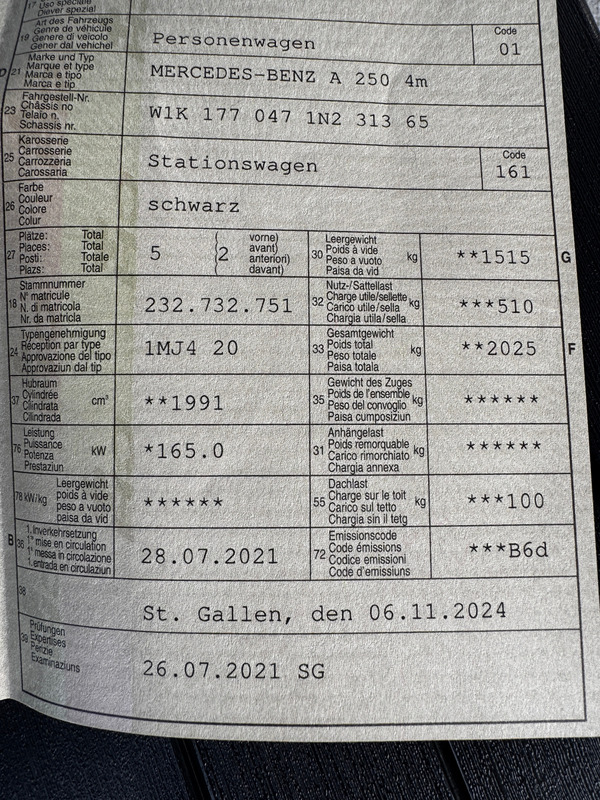 17 Uso speciale
Diever spezial
19 Art des Fahrzeugs
Genre de véhicule
Genere di veicolo
Gener dal vehichel
Personenwagen
Code
01
D 21 Marke und Typ
Marque et type
Marca e tipo
Marca e tip
MERCEDES-BENZ A 250 4m
23 Fahrgestell-Nr.
Châssis no
Telaio n.
Schassis nr.
W1K 177 047 1N2 313 65
25 Karosserie
Carrosserie
Carrozzeria
Carossaria
Stationswagen
Code
161
26 Farbe
Couleur
Colore
Colur
schwarz
27 Plätze: Total
Places: Total
Posti: Totale
Plazs: Total
5 (2 vorne)
avant)
anteriori)
davant)
30 Leergewicht
Poids à vide
Peso a vuoto
Paisa da vid
kg
**1515
G
18 Stammnummer
N° matricule
N. di matricola
Nr. da matricla
232.732.751
32 Nutz-/Sattellast
Charge utile/sellette
Carico utile/sella
Chargia utila/sella
kg
***510
24 Typengenehmigung
Réception par type
Approvazione del tipo
Approvaziun dal tip
1MJ4 20
33 Gesamtgewicht
Poids total
Peso totale
Paisa totala
kg
**2025
F
37 Hubraum
Cylindrée
Cilindrata
Cilindrada
cm³
**1991
35 Gewicht des Zuges
Poids de l'ensemble
Peso del convoglio
Paisa cumposiziun
kg
******
76 Leistung
Puissance
Potenza
Prestaziun
kW
*165.0
31 Anhängelast
Poids remorquable
Carico rimorchiato
Chargia annexa
kg
******
78 kW/kg Leergewicht
poids à vide
peso a vuoto
paisa da vid
******
55 Dachlast
Charge sur le toit
Carico sul tetto
Chargia sin il tetg
kg
***100
B 36 1. Inverkehrsetzung
1re mise en circulation
1a messa in circolazione
1. entrada en circulaziun
28.07.2021
72 Emissionscode
Code émissions
Codice emissioni
Code d'emissiuns
***B6d
38
St. Gallen, den 06.11.2024
39 Prüfungen
Expertises
Perizie
Examinaziuns
26.07.2021 SG